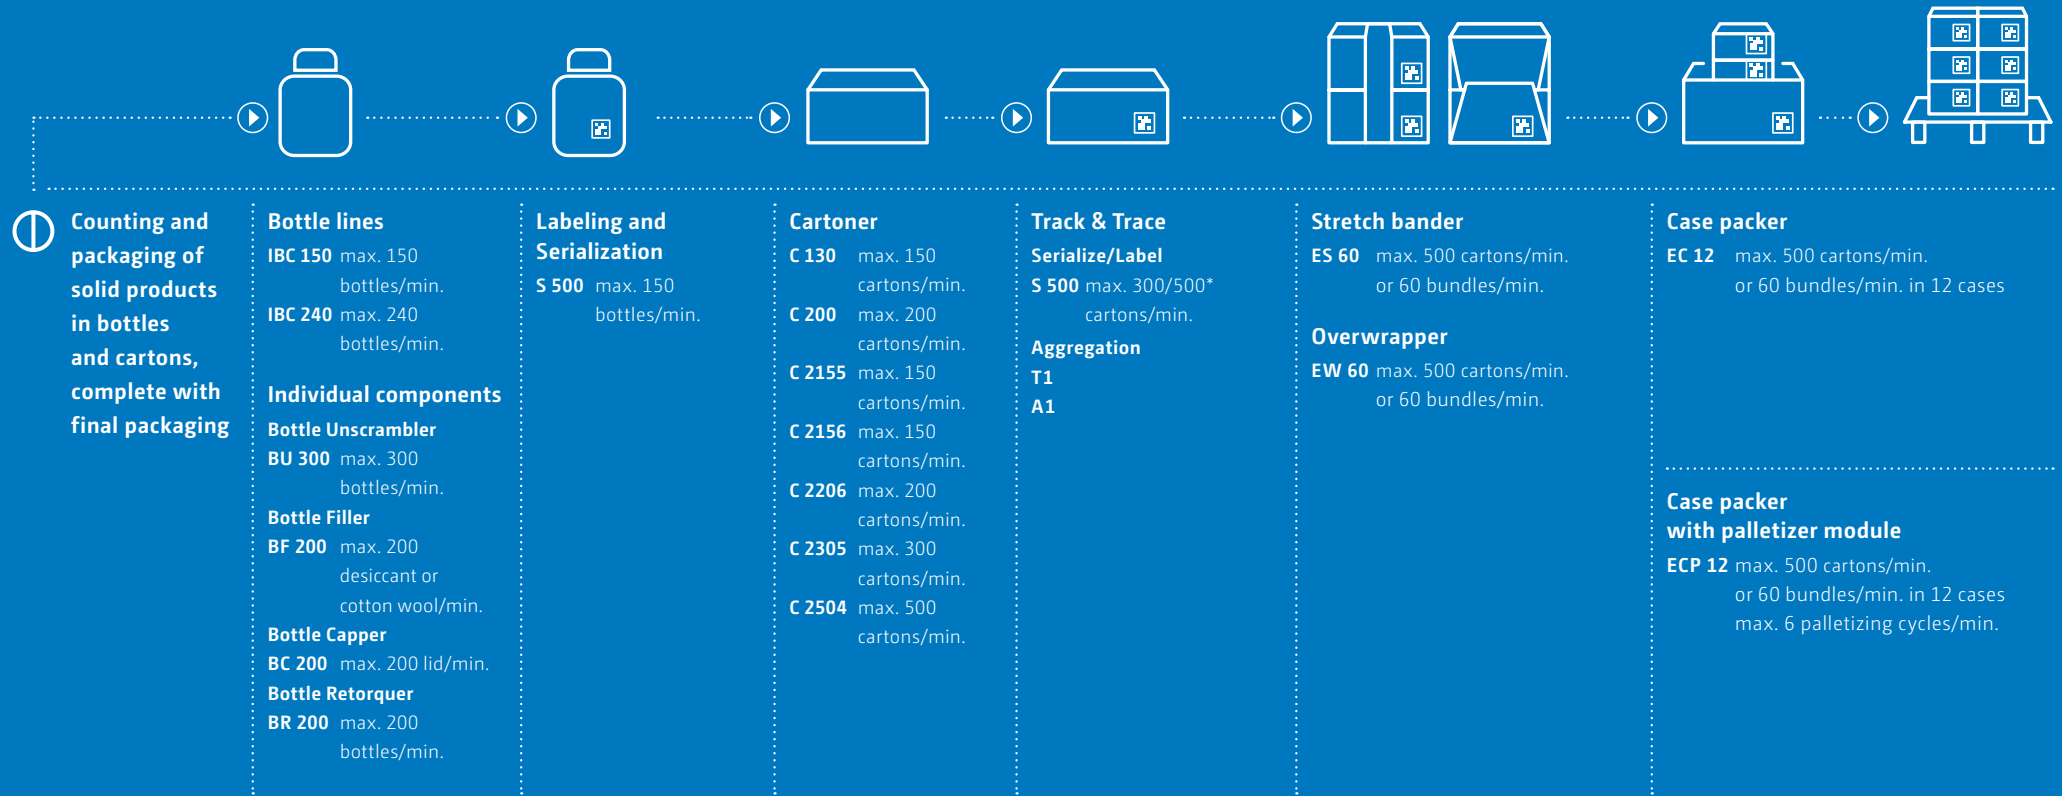 Counting and
packaging of
solid products
in bottles
and cartons,
complete with
final packaging
Bottle lines
IBC 150 max. 150
bottles/min.
IBC 240 max. 240
bottles/min.
Individual components
Bottle Unscrambler
BU 300 max. 300
bottles/min.
Bottle Filler
BF 200 max. 200
desiccant or
cotton wool/min.
Bottle Capper
BC 200 max. 200 lid/min.
Bottle Retorquer
BR 200 max. 200
bottles/min.
Labeling and
Serialization
S 500 max. 150
bottles/min.
Cartoner
C 130 max. 150
cartons/min.
C 200 max. 200
cartons/min.
C 2155 max. 150
cartons/min.
C 2156 max. 150
cartons/min.
C 2206 max. 200
cartons/min.
C 2305 max. 300
cartons/min.
C 2504 max. 500
cartons/min.
Track & Trace
Serialize/Label
S 500 max. 300/500*
cartons/min.
Aggregation
T1
A1
Stretch bander
ES 60 max. 500 cartons/min.
or 60 bundles/min.
Overwrapper
EW 60 max. 500 cartons/min.
or 60 bundles/min.
Case packer
EC 12 max. 500 cartons/min.
or 60 bundles/min. in 12 cases
Case packer
with palletizer module
ECP 12 max. 500 cartons/min.
or 60 bundles/min. in 12 cases
max. 6 palletizing cycles/min.